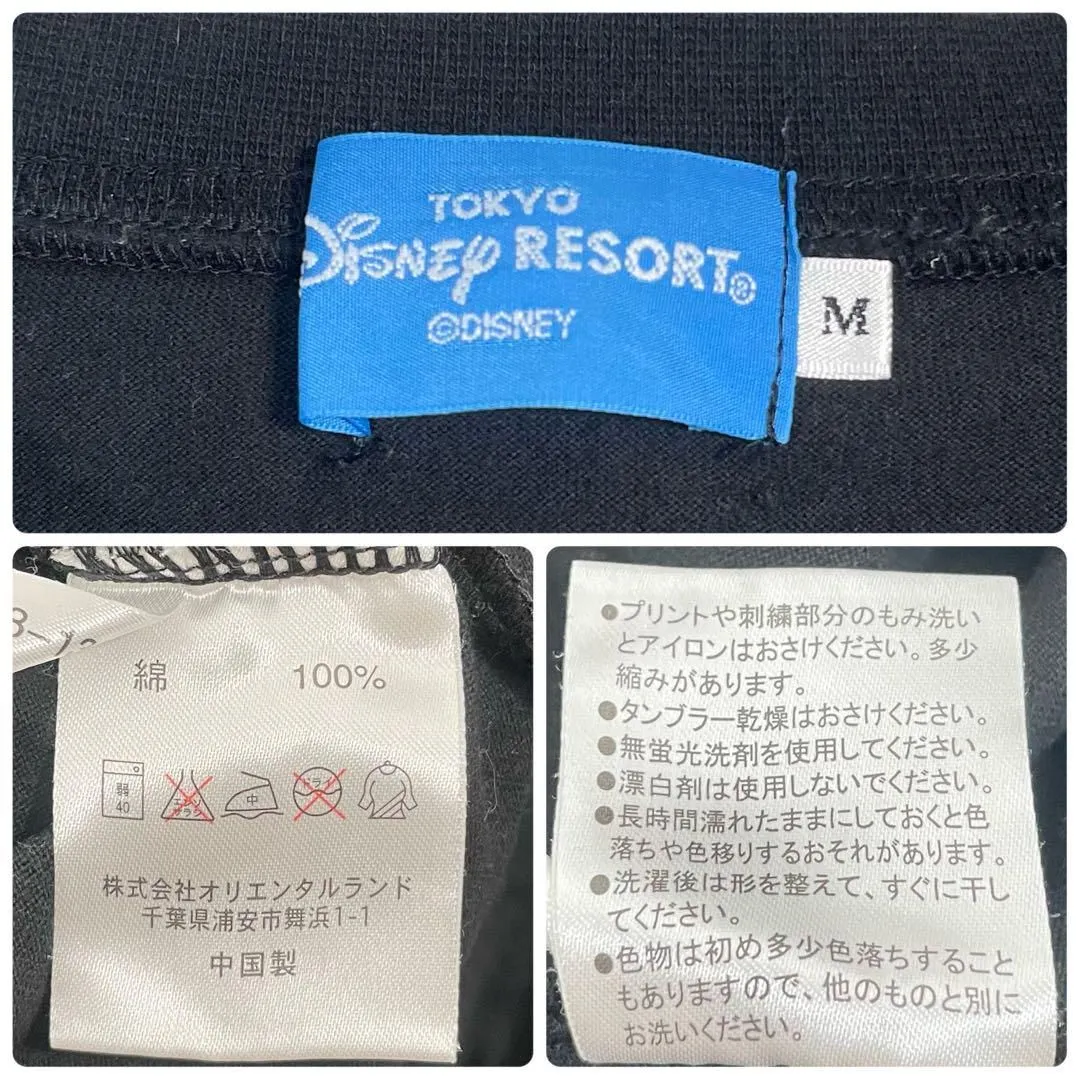 TOKYO
Disney RESORT®
©DISNEY
M
綿 100%
弱
40
エンソ
サラシ
中
ドライ
株式会社オリエンタルランド
千葉県浦安市舞浜1-1
中国製
●プリントや刺繍部分のもみ洗い
とアイロンはおさけください。多少
縮みがあります。
●タンブラー乾燥はおさけください。
●無蛍光洗剤を使用してください。
●漂白剤は使用しないでください。
●長時間濡れたままにしておくと色
落ちや色移りするおそれがあります。
●洗濯後は形を整えて、すぐに干し
てください。
●色物は初め多少色落ちすること
もありますので、他のものと別に
お洗いください。